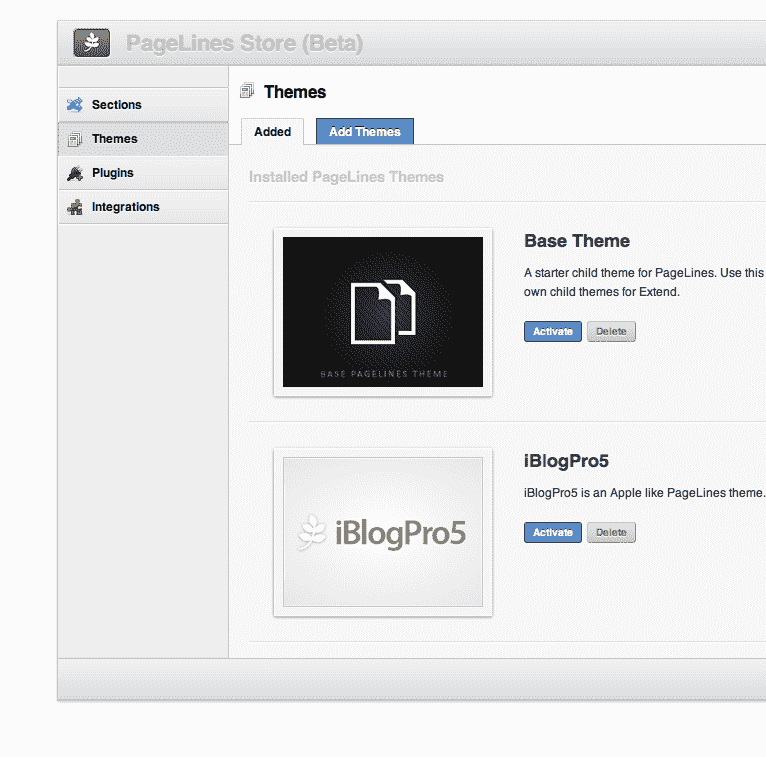 PageLines Store (Beta)
Sections
Themes
Plugins
Integrations
Themes
Added
Add Themes
Installed PageLines Themes
BASE PAGELINES THEME
Base Theme
A starter child theme for PageLines. Use this
own child themes for Extend.
Activate
Delete
iBlogPro5
iBlogPro5
iBlogPro5 is an Apple like PageLines theme.
Activate
Delete